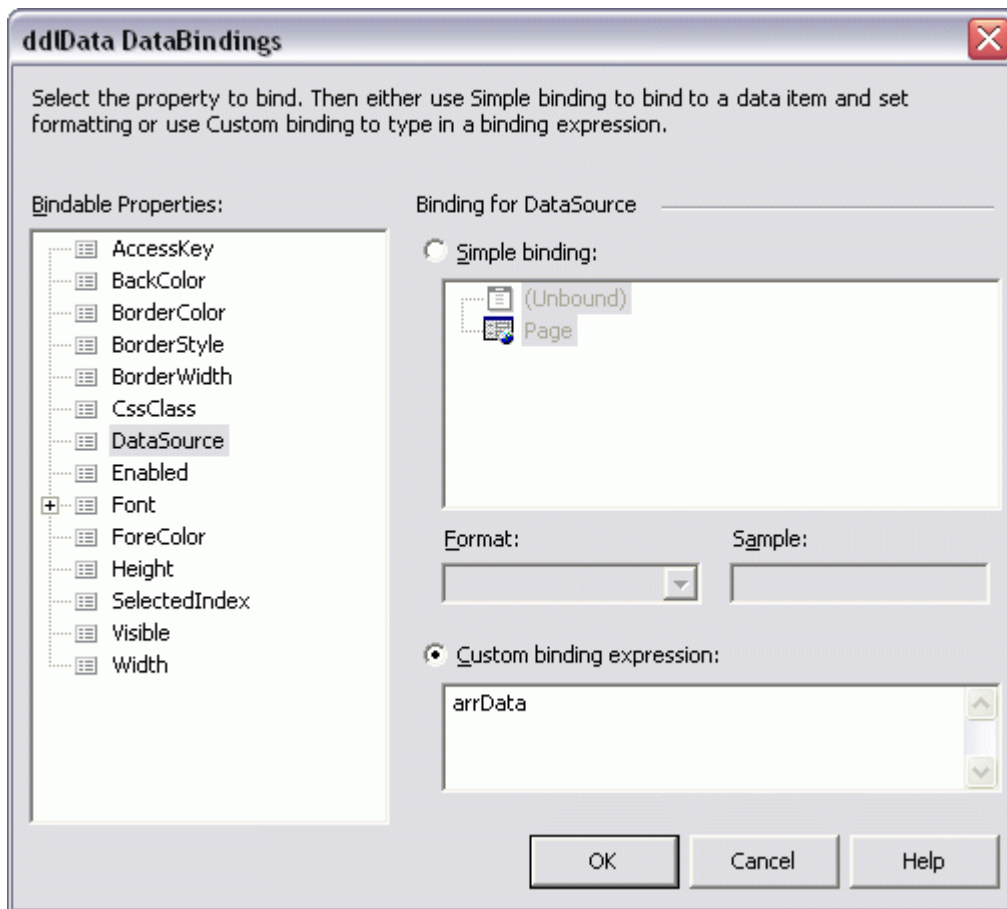 ddlData DataBindings
Select the property to bind. Then either use Simple binding to bind to a data item and set
formatting or use Custom binding to type in a binding expression.
Bindable Properties:
AccessKey
BackColor
BorderColor
BorderStyle
BorderWidth
CssClass
DataSource
Enabled
Font
ForeColor
Height
SelectedIndex
Visible
Width
Binding for DataSource
Simple binding:
(Unbound)
Page
Format:
Sample:
Custom binding expression:
arrData
OK
Cancel
Help